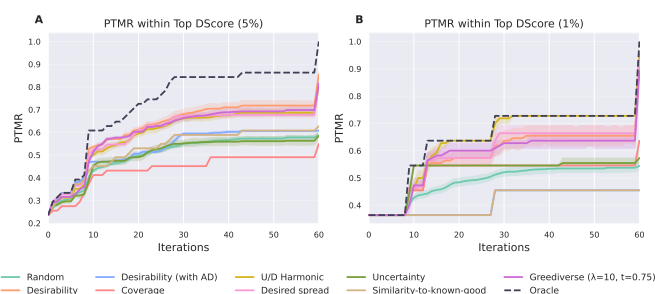 A
PTMR within Top DScore (5%)
1.0
0.9
0.8
0.7
0.6
0.5
0.4
0.3
0.2
PTMR
0
10
20
30
40
50
60
Iterations
B
PTMR within Top DScore (1%)
1.0
0.9
0.8
0.7
0.6
0.5
0.4
PTMR
0
10
20
30
40
50
60
Iterations
Random
Desirability (with AD)
U/D Harmonic
Uncertainty
Greediverse (λ=10, t=0.75)
Desirability
Coverage
Desired spread
Similarity-to-known-good
Oracle